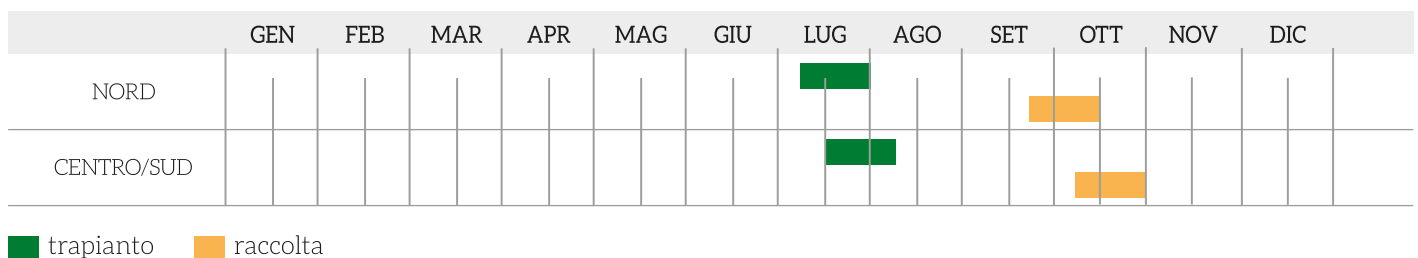 GEN FEB MAR APR MAG GIU LUG AGO SET OTT NOV DIC
NORD
CENTRO/SUD
trapianto raccolta